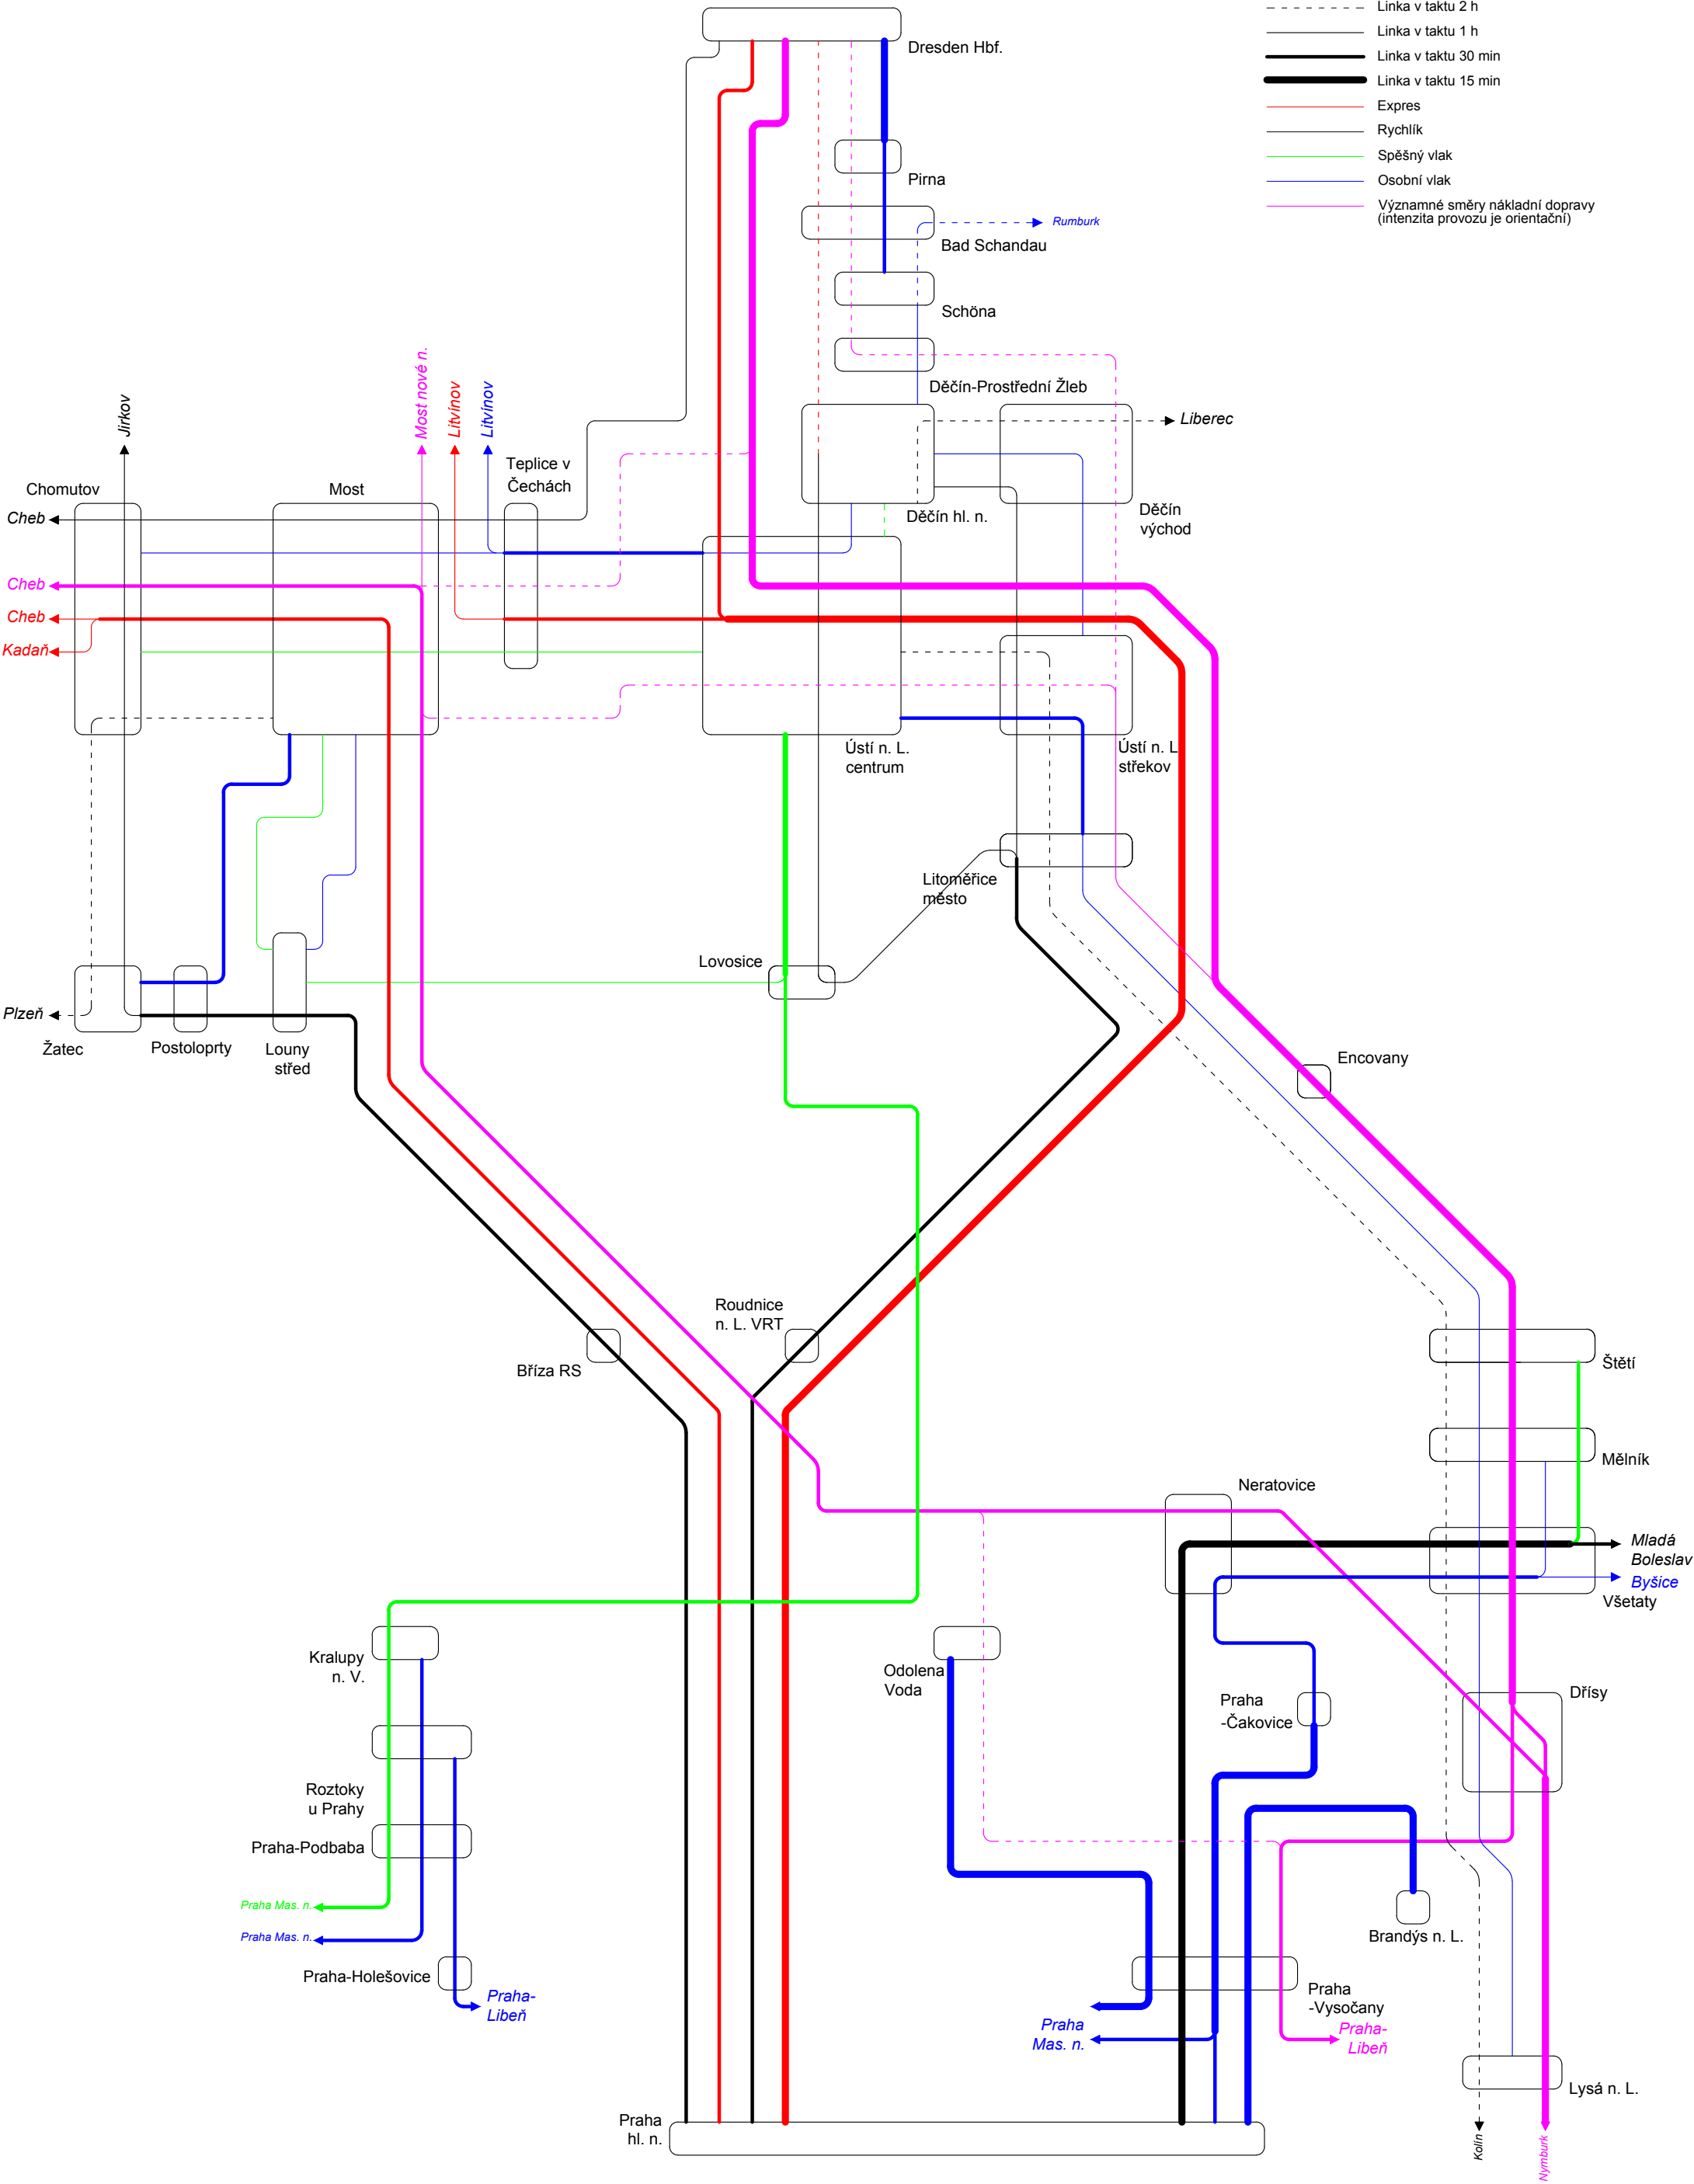 Linka v taktu 2 h
Linka v taktu 1 h
Linka v taktu 30 min
Linka v taktu 15 min
Expres
Rychlík
Spěšný vlak
Osobní vlak
Významné směry nákladní dopravy
(intenzita provozu je orientační)
Dresden Hbf.
Pirna
Rumburk
Bad Schandau
Schöna
Děčín-Prostřední Žleb
Jirkov
Most nové n.
Litvínov
Litvínov
Liberec
Teplice v
Čechách
Chomutov
Most
Děčín hl. n.
Děčín
východ
Cheb
Cheb
Cheb
Kadaň
Ústí n. L.
centrum
Ústí n. L
střekov
Litoměřice
město
Lovosice
Plzeň
Žatec
Postoloprty
Louny
střed
Encovany
Roudnice
n. L. VRT
Bříza RS
Štětí
Mělník
Neratovice
Mladá
Boleslav
Byšice
Všetaty
Kralupy
n. V.
Odolena
Voda
Praha
-Čakovice
Dřísy
Roztoky
u Prahy
Praha-Podbaba
Praha Mas. n.
Praha Mas. n.
Brandýs n. L.
Praha-Holešovice
Praha-
Libeň
Praha
-Vysočany
Praha
Mas. n.
Praha-
Libeň
Lysá n. L.
Praha
hl. n.
Kolín
Nymburk